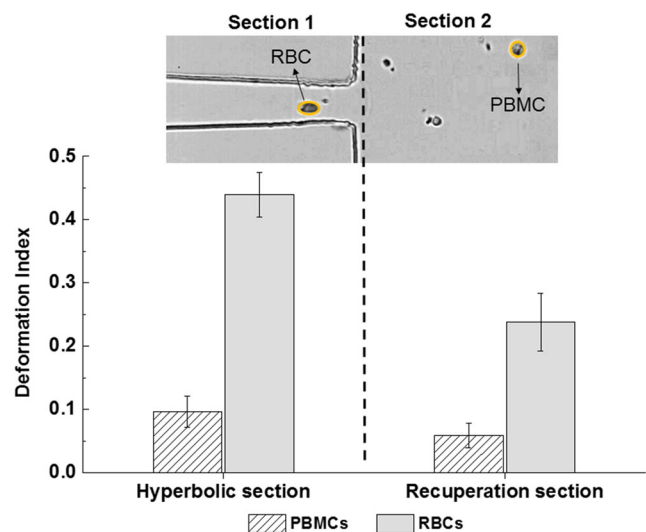 Section 1
Section 2
RBC
PBMC
0.5
0.4
0.3
0.2
0.1
0.0
Deformation Index
Hyperbolic section
Recuperation section
PBMCs
RBCs